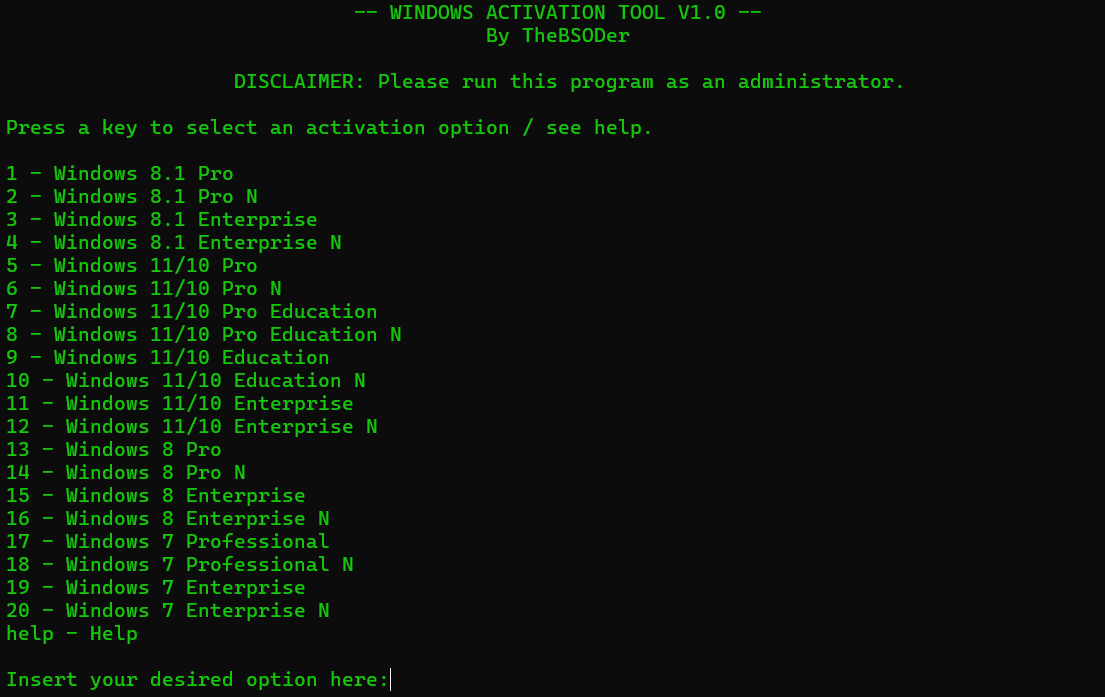 -- WINDOWS ACTIVATION TOOL V1.0 --
By TheBSODer
DISCLAIMER: Please run this program as an administrator.
Press a key to select an activation option / see help.
1 - Windows 8.1 Pro
2 - Windows 8.1 Pro N
3 - Windows 8.1 Enterprise
4 - Windows 8.1 Enterprise N
5 - Windows 11/10 Pro
6 - Windows 11/10 Pro N
7 - Windows 11/10 Pro Education
8 - Windows 11/10 Pro Education N
9 - Windows 11/10 Education
10 - Windows 11/10 Education N
11 - Windows 11/10 Enterprise
12 - Windows 11/10 Enterprise N
13 - Windows 8 Pro
14 - Windows 8 Pro N
15 - Windows 8 Enterprise
16 - Windows 8 Enterprise N
17 - Windows 7 Professional
18 - Windows 7 Professional N
19 - Windows 7 Enterprise
20 - Windows 7 Enterprise N
help - Help
Insert your desired option here: